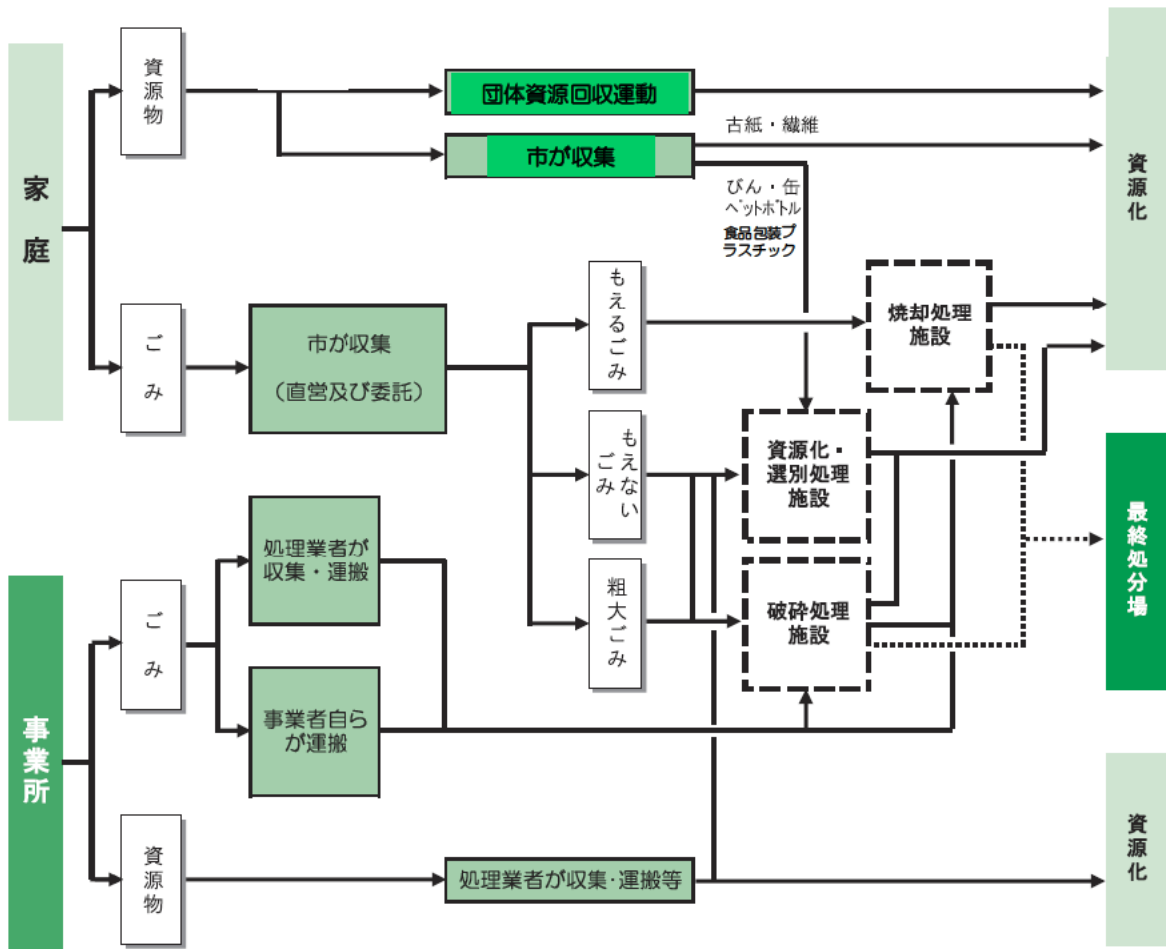 家庭
資源物
団体資源回収運動
市が収集
古紙・繊維
びん・缶
ペットボトル
食品包装プ
ラスチック
資源化
ごみ
市が収集
（直営及び委託）
もえるごみ
もえない
ごみ
粗大ごみ
焼却処理
施設
資源化・
選別処理
施設
破砕処理
施設
最終処分場
事業所
ごみ
処理業者が
収集・運搬
事業者自ら
が運搬
資源物
処理業者が収集・運搬等
資源化